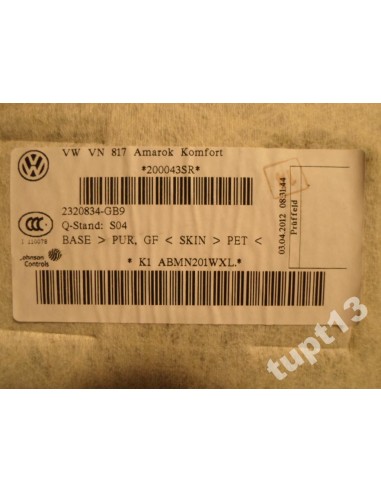 VW VN 817 Amarok Komfort
*200043SR*
2320834-GB9
Q-Stand: S04
BASE > PUR, GF < SKIN > PET <
Johnson
Controls
* K1 ABMN201WXL.*
03.04.2012 08:31:44
Prüffeld
tupt13